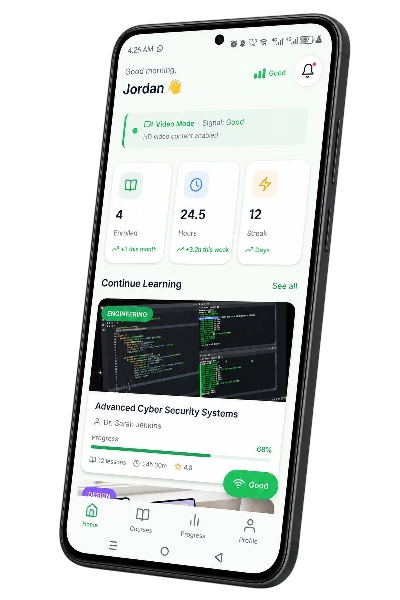 4:26 AM
Good morning,
Jordan 👋
Good
Video Mode · Signal: Good
HD video content enabled
4
Enrolled
+1 this month
24.5
Hours
+3.2h this week
12
Streak
Days
Continue Learning
See all
ENGINEERING
Advanced Cyber Security Systems
Dr. Sarah Jenkins
Progress
68%
12 lessons
24h 30m
4.8
Good
DESIGN
Home
Courses
Progress
Profile